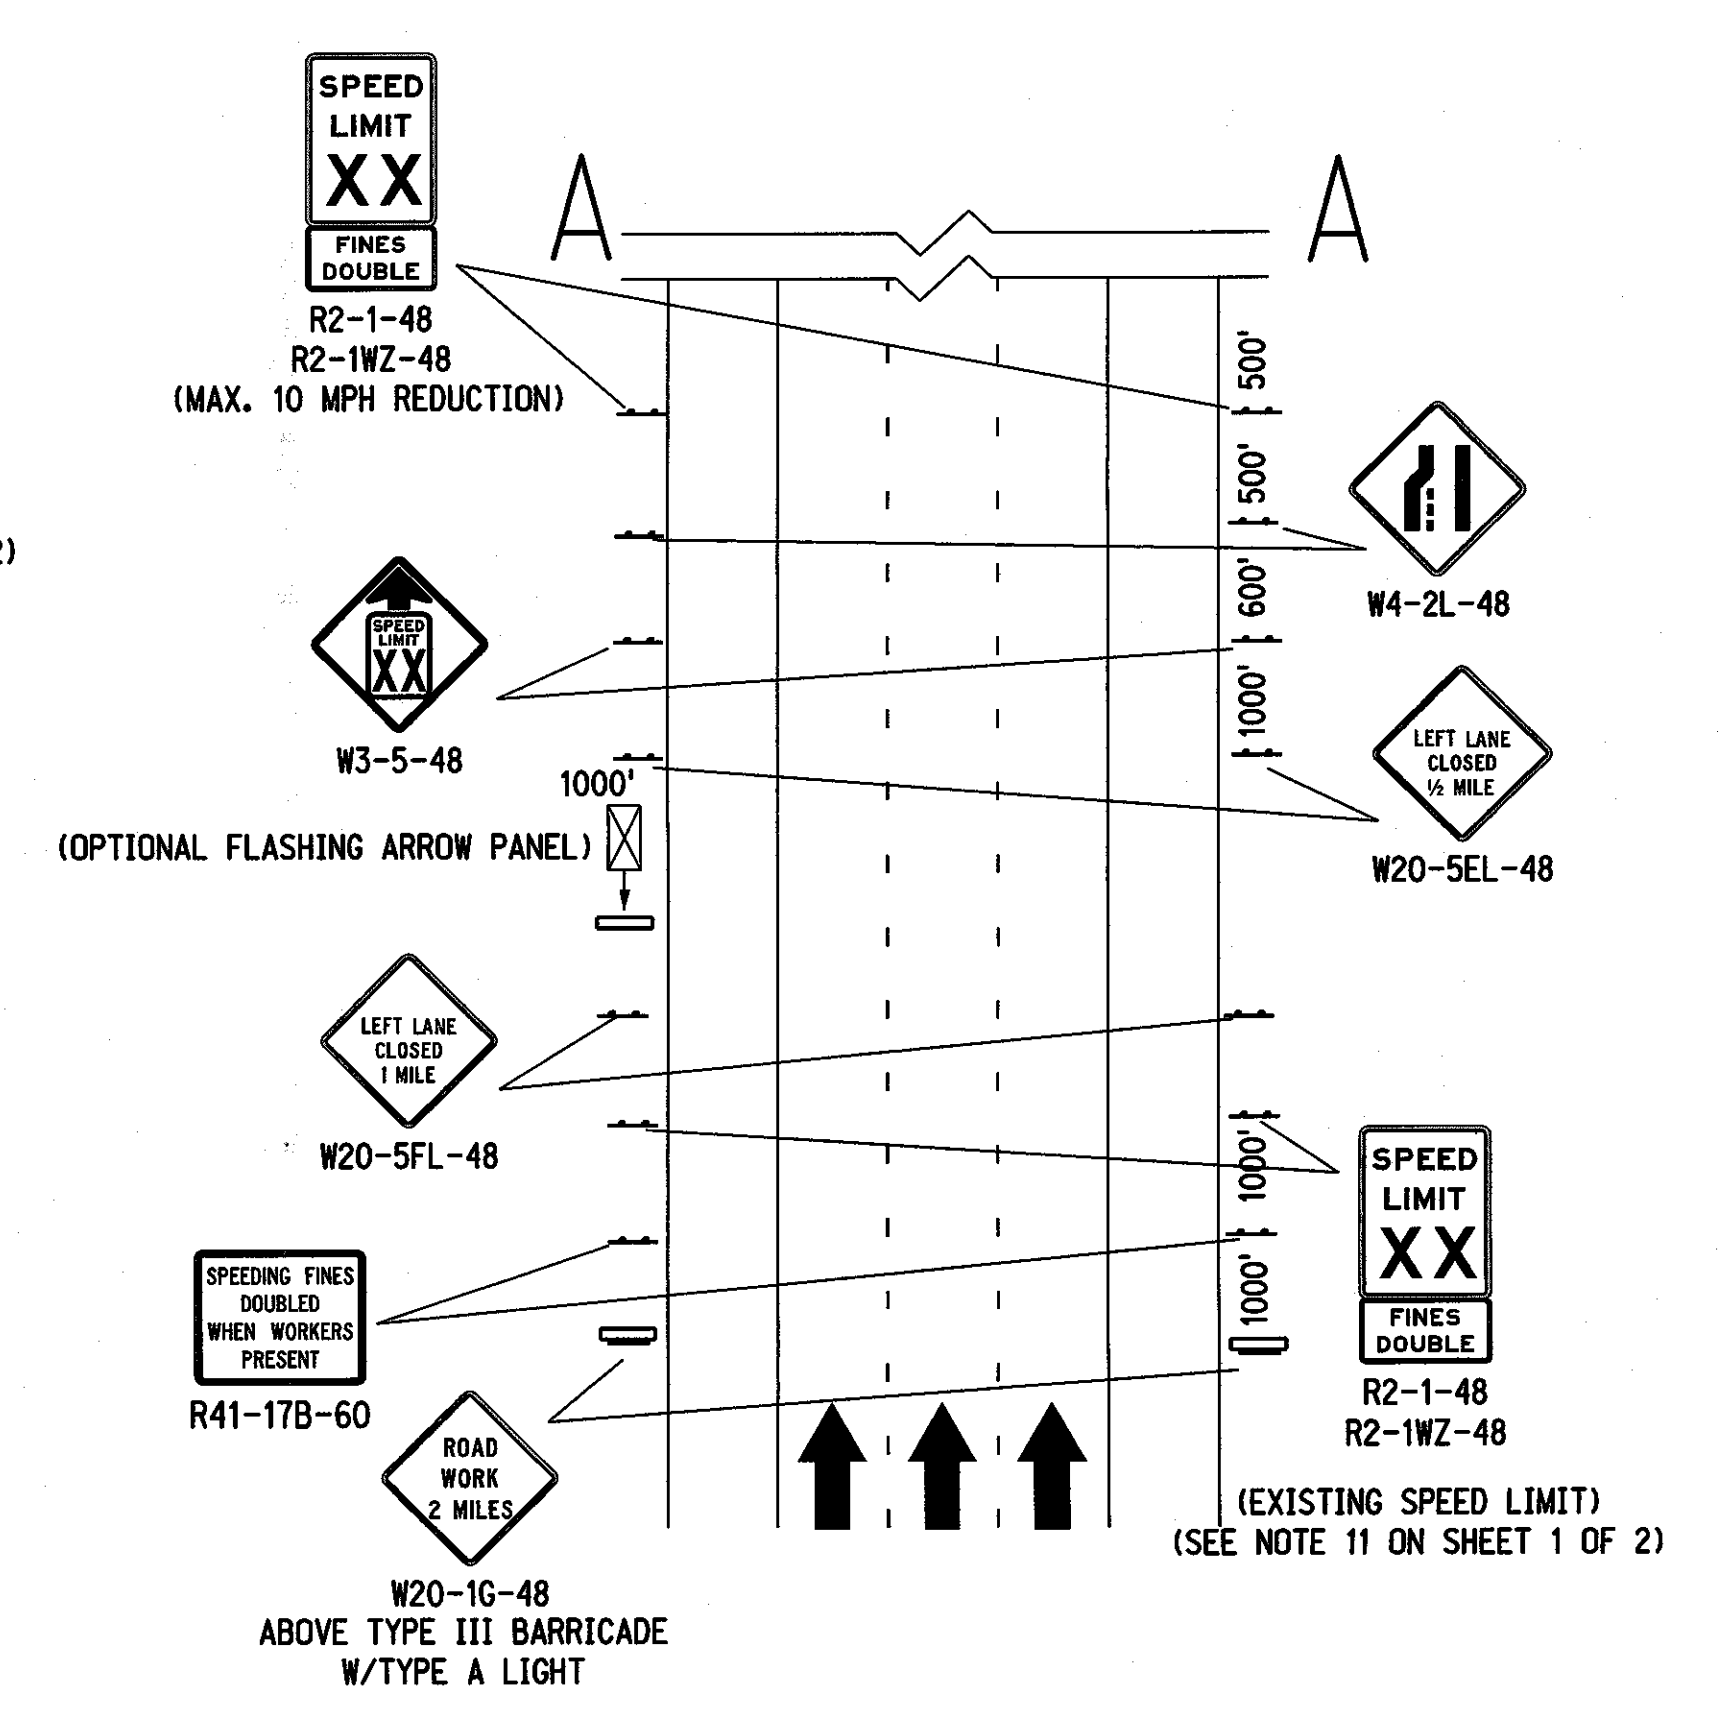 SPEED
LIMIT
XX
FINES
DOUBLE
R2-1-48
R2-1WZ-48
(MAX. 10 MPH REDUCTION)
A
A
500'
500'
600'
1000'
W4-2L-48
2)
SPEED
LIMIT
XX
W3-5-48
1000'
(OPTIONAL FLASHING ARROW PANEL)
LEFT LANE
CLOSED
½ MILE
W20-5EL-48
LEFT LANE
CLOSED
1 MILE
W20-5FL-48
1000'
1000'
SPEED
LIMIT
XX
FINES
DOUBLE
R2-1-48
R2-1WZ-48
(EXISTING SPEED LIMIT)
(SEE NOTE 11 ON SHEET 1 OF 2)
SPEEDING FINES
DOUBLED
WHEN WORKERS
PRESENT
R41-17B-60
ROAD
WORK
2 MILES
W20-1G-48
ABOVE TYPE III BARRICADE
W/TYPE A LIGHT